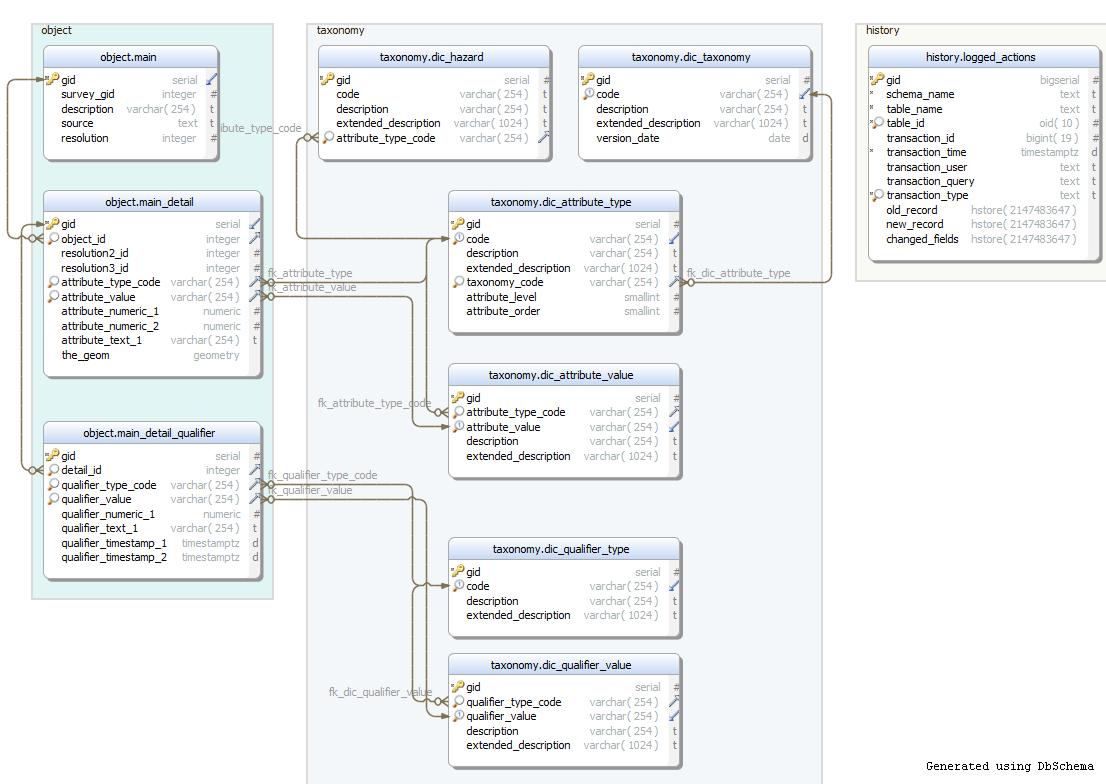 object
taxonomy
history
object.main
gid serial #
survey_gid integer #
description varchar( 254 ) t
source text t
resolution integer #
taxonomy.dic_hazard
gid serial #
code varchar( 254 ) t
description varchar( 254 ) t
extended_description varchar( 1024 ) t
attribute_type_code varchar( 254 )
ibute_type_code
taxonomy.dic_taxonomy
gid serial #
code varchar( 254 )
description varchar( 254 ) t
extended_description varchar( 1024 ) t
version_date date d
history.logged_actions
gid bigserial #
* schema_name text t
* table_name text t
* table_id oid( 10 ) #
transaction_id bigint( 19 ) #
* transaction_time timestamptz d
transaction_user text t
transaction_query text t
* transaction_type text t
old_record hstore( 2147483647 )
new_record hstore( 2147483647 )
changed_fields hstore( 2147483647 )
object.main_detail
gid serial
object_id integer
resolution2_id integer #
resolution3_id integer #
attribute_type_code varchar( 254 )
attribute_value varchar( 254 )
attribute_numeric_1 numeric #
attribute_numeric_2 numeric #
attribute_text_1 varchar( 254 ) t
the_geom geometry
fk_attribute_type
fk_attribute_value
taxonomy.dic_attribute_type
gid serial #
code varchar( 254 )
description varchar( 254 ) t
extended_description varchar( 1024 ) t
taxonomy_code varchar( 254 )
attribute_level smallint #
attribute_order smallint #
fk_dic_attribute_type
taxonomy.dic_attribute_value
gid serial #
attribute_type_code varchar( 254 )
attribute_value varchar( 254 )
description varchar( 254 ) t
extended_description varchar( 1024 ) t
fk_attribute_type_code
object.main_detail_qualifier
gid serial #
detail_id integer
qualifier_type_code varchar( 254 )
qualifier_value varchar( 254 )
qualifier_numeric_1 numeric #
qualifier_text_1 varchar( 254 ) t
qualifier_timestamp_1 timestamptz d
qualifier_timestamp_2 timestamptz d
fk_qualifier_type_code
fk_qualifier_value
taxonomy.dic_qualifier_type
gid serial #
code varchar( 254 )
description varchar( 254 ) t
extended_description varchar( 1024 ) t
taxonomy.dic_qualifier_value
gid serial #
qualifier_type_code varchar( 254 )
qualifier_value varchar( 254 )
description varchar( 254 ) t
extended_description varchar( 1024 ) t
fk_dic_qualifier_value
Generated using DbSchema